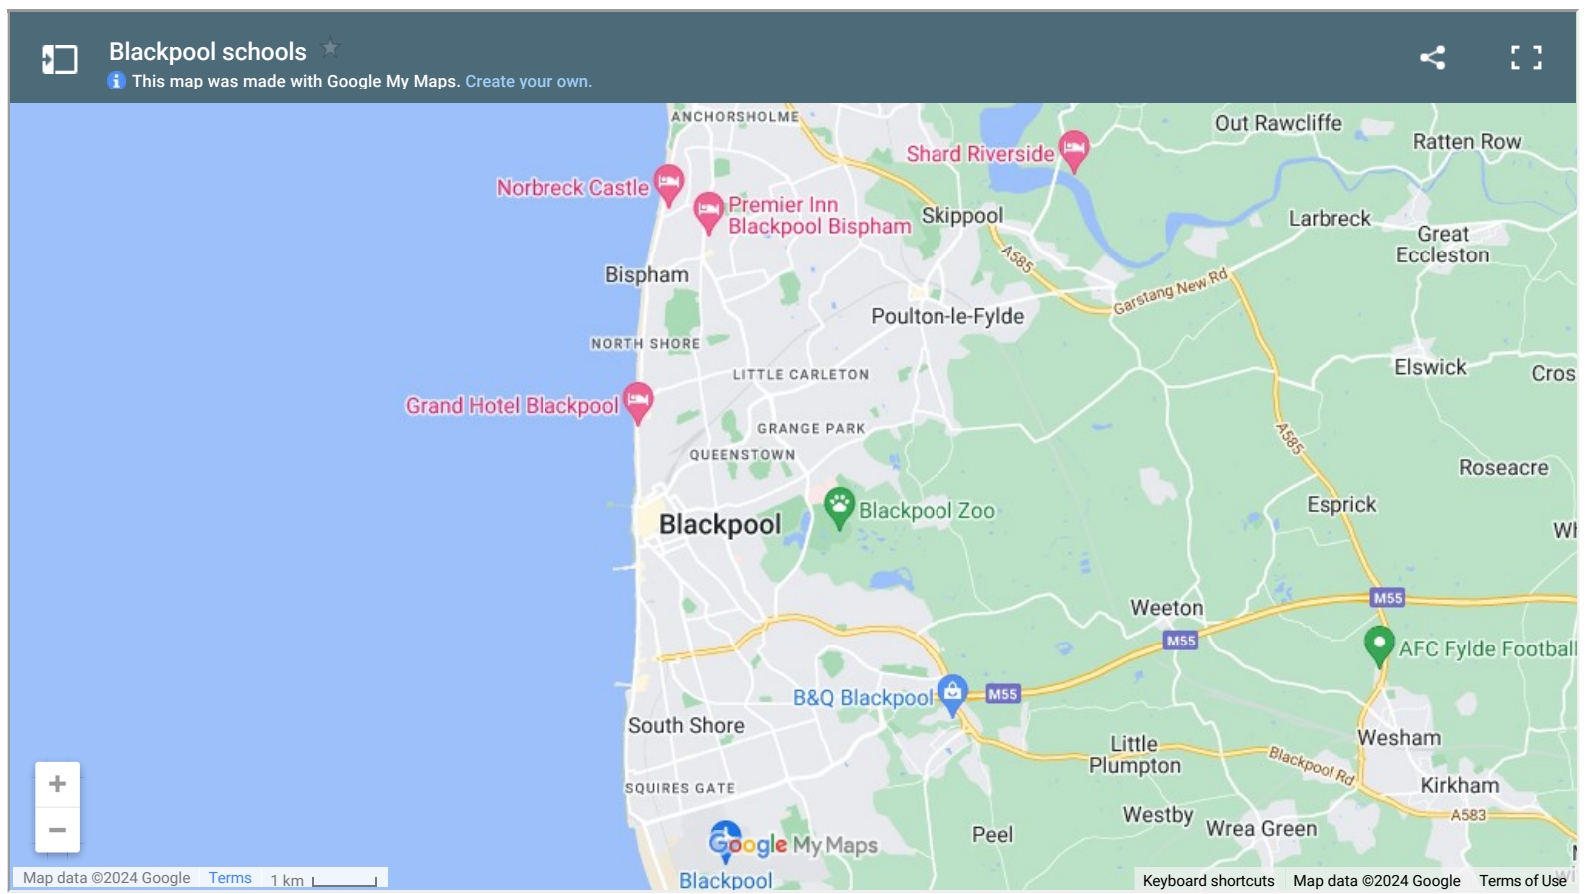 Blackpool schools
This map was made with Google My Maps. Create your own.
ANCHORSHOLME
Out Rawcliffe
Ratten Row
Shard Riverside
Norbreck Castle
Premier Inn
Blackpool Bispham
Skippool
Larbreck
Great
Eccleston
A585
Bispham
Garstang New Rd
Poulton-le-Fylde
NORTH SHORE
LITTLE CARLETON
Elswick
Cros
Grand Hotel Blackpool
GRANGE PARK
A585
QUEENSTOWN
Roseacre
Blackpool Zoo
Esprick
Blackpool
Wh
M55
Weeton
M55
AFC Fylde Football
B&Q Blackpool
M55
South Shore
Wesham
Little
Plumpton
Blackpool Rd
SQUIRES GATE
Kirkham
Westby
A583
Wrea Green
Peel
Google My Maps
Blackpool
+
−
Map data ©2024 Google
Terms
1 km
Keyboard shortcuts
Map data ©2024 Google
Terms of Use